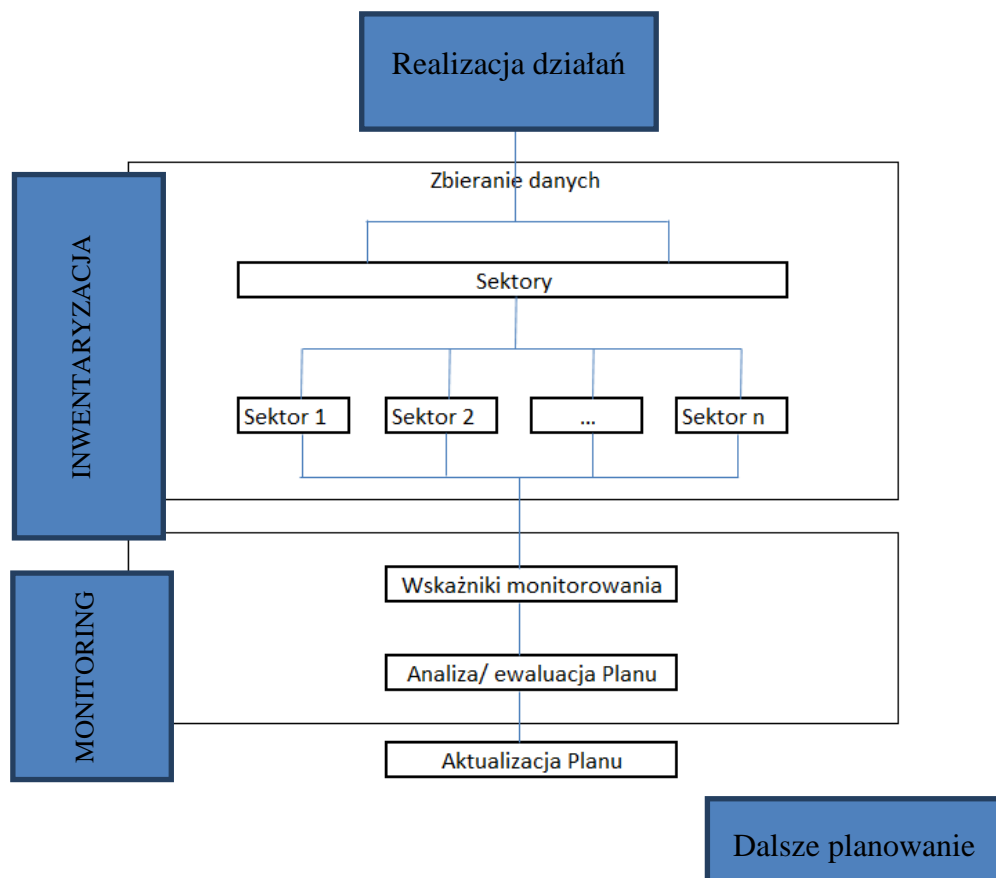 Realizacja działań
Zbieranie danych
INWENTARYZACJA
Sektory
Sektor 1
Sektor 2
...
Sektor n
MONITORING
Wskaźniki monitorowania
Analiza/ ewaluacja Planu
Aktualizacja Planu
Dalsze planowanie